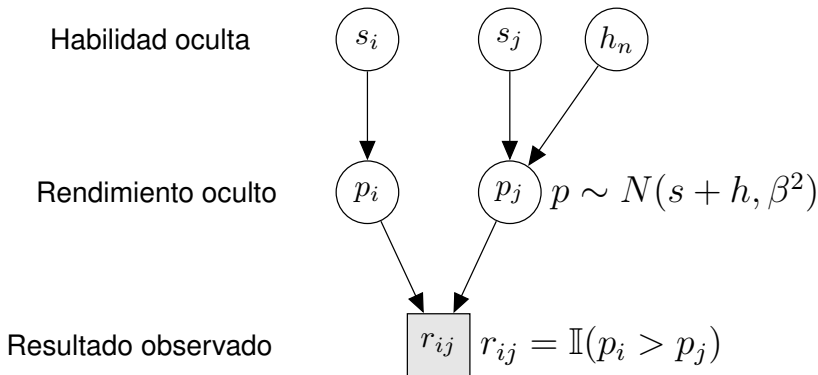 Habilidad oculta s_i s_j h_n
Rendimiento oculto p_i p_j p ∼ N(s + h, β²)
Resultado observado r_ij r_ij = 𝕀(p_i > p_j)